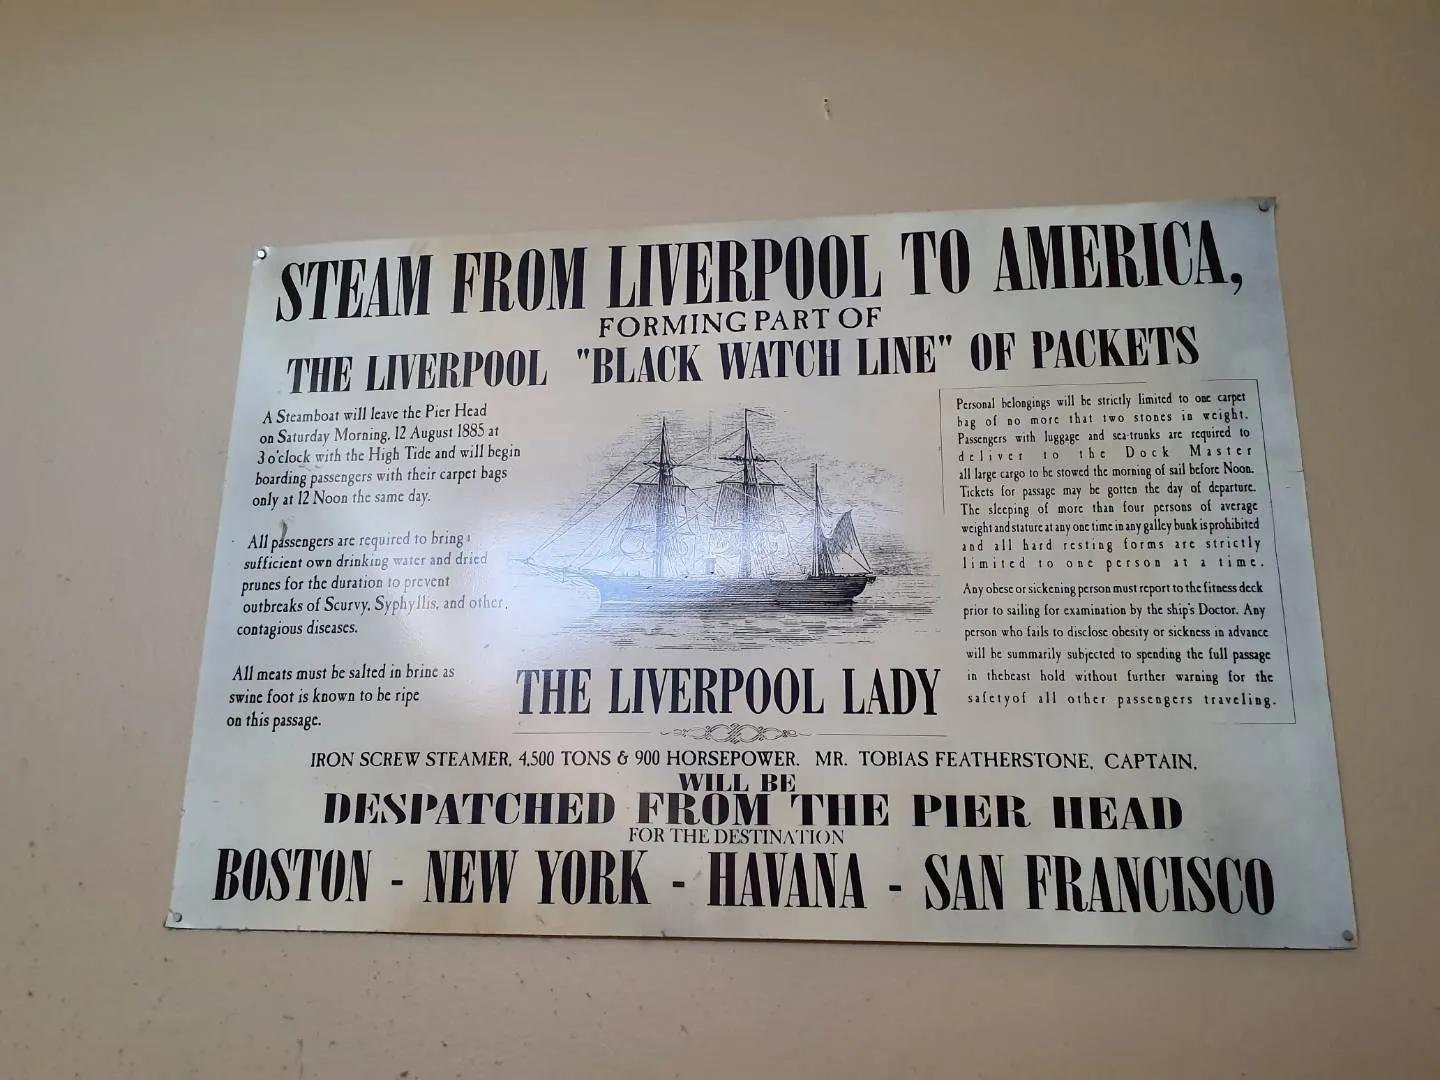 STEAM FROM LIVERPOOL TO AMERICA,
FORMING PART OF
THE LIVERPOOL "BLACK WATCH LINE" OF PACKETS
A Steamboat will leave the Pier Head
on Saturday Morning, 12 August 1885 at
3 o'clock with the High Tide and will begin
boarding passengers with their carpet bags
only at 12 Noon the same day.
All passengers are required to bring
sufficient own drinking water and dried
prunes for the duration to prevent
outbreaks of Scurvy, Syphyllis, and other,
contagious diseases.
All meats must be salted in brine as
swine foot is known to be ripe
on this passage.
Personal belongings will be strictly limited to one carpet
bag of no more that two stones in weight.
Passengers with luggage and sea-trunks are required to
deliver to the Dock Master
all large cargo to be stowed the morning of sail before Noon.
Tickets for passage may be gotten the day of departure.
The sleeping of more than four persons of average
weight and stature at any one time in any galley bunk is prohibited
and all hard resting forms are strictly
limited to one person at a time.
Any obese or sickening person must report to the fitness deck
prior to sailing for examination by the ship's Doctor. Any
person who fails to disclose obesity or sickness in advance
will be summarily subjected to spending the full passage
in thebeast hold without further warning for the
safetyof all other passengers traveling.
THE LIVERPOOL LADY
IRON SCREW STEAMER, 4,500 TONS & 900 HORSEPOWER. MR. TOBIAS FEATHERSTONE, CAPTAIN,
WILL BE
DESPATCHED FROM THE PIER HEAD
FOR THE DESTINATION
BOSTON - NEW YORK - HAVANA - SAN FRANCISCO